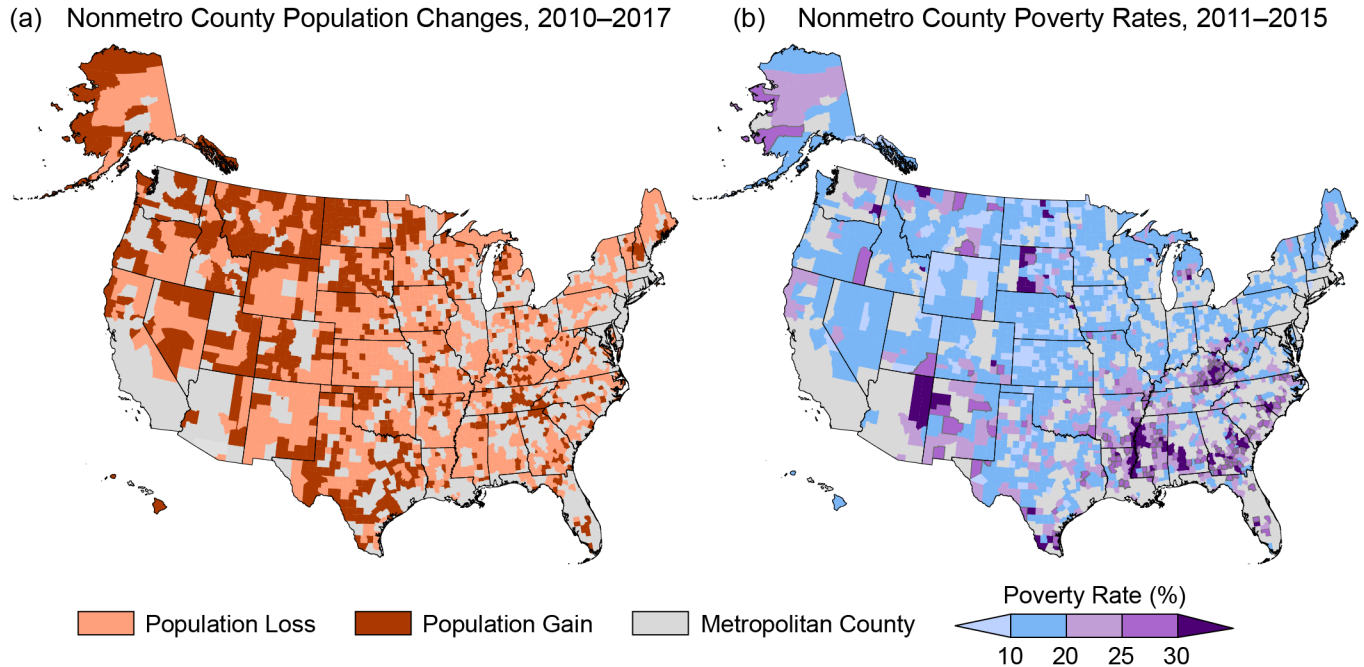 (a) Nonmetro County Population Changes, 2010–2017
(b) Nonmetro County Poverty Rates, 2011–2015
Population Loss
Population Gain
Metropolitan County
Poverty Rate (%)
10 20 25 30